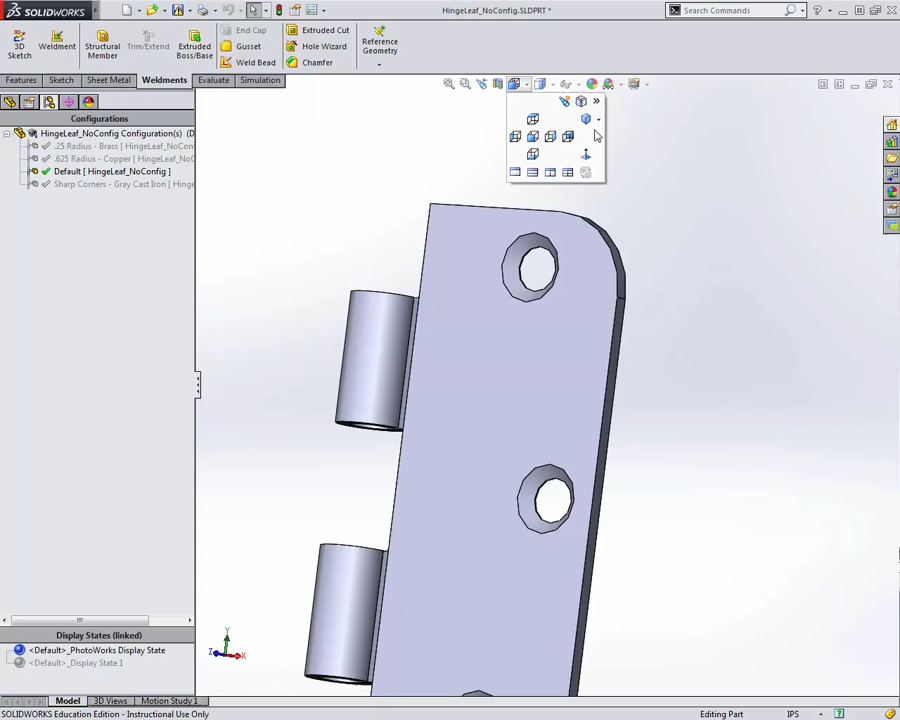 SOLIDWORKS
HingeLeaf_NoConfig.SLDPRT *
Search Commands
3D Sketch
Weldment
Structural Member
Trim/Extend
Extruded Boss/Base
End Cap
Gusset
Weld Bead
Extruded Cut
Hole Wizard
Chamfer
Reference Geometry
Features
Sketch
Sheet Metal
Weldments
Evaluate
Simulation
Configurations
HingeLeaf_NoConfig Configuration(s) (D
.25 Radius - Brass [ HingeLeaf_NoCon
.625 Radius - Copper [ HingeLeaf_No
Default [ HingeLeaf_NoConfig ]
Sharp Corners - Gray Cast Iron [ Hinge
Display States (linked)
<Default>_PhotoWorks Display State
<Default>_Display State 1
Y
Z
X
Model
3D Views
Motion Study 1
SOLIDWORKS Education Edition - Instructional Use Only
Editing Part
IPS